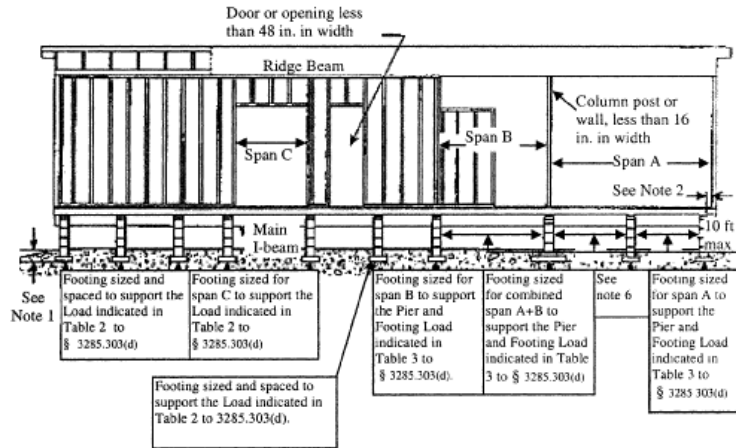 Door or opening less
than 48 in. in width
Ridge Beam
Column post or
wall, less than 16
in. in width
Span B
Span C
Span A
See Note 2
Main
I-beam
10 ft
max
See
Note 1
Footing sized and
spaced to support the
Load indicated in
Table 2 to
§ 3285.303(d)
Footing sized for
span C to support the
Load indicated in
Table 2 to
§ 3285.303(d)
Footing sized for
span B to support
the Pier and
Footing Load
indicated in
Table 3 to
§ 3285.303(d).
Footing sized
for combined
span A+B to
support the Pier
and Footing Load
indicated in Table
3 to § 3285.303(d)
See
note 6
Footing sized
for span A to
support the
Pier and
Footing Load
indicated in
Table 3 to
§ 3285 303(d)
Footing sized and spaced to
support the Load indicated in
Table 2 to 3285.303(d).